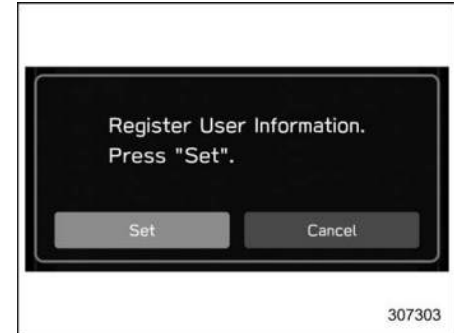 Register User Information.
Press "Set".
Set
Cancel
307303